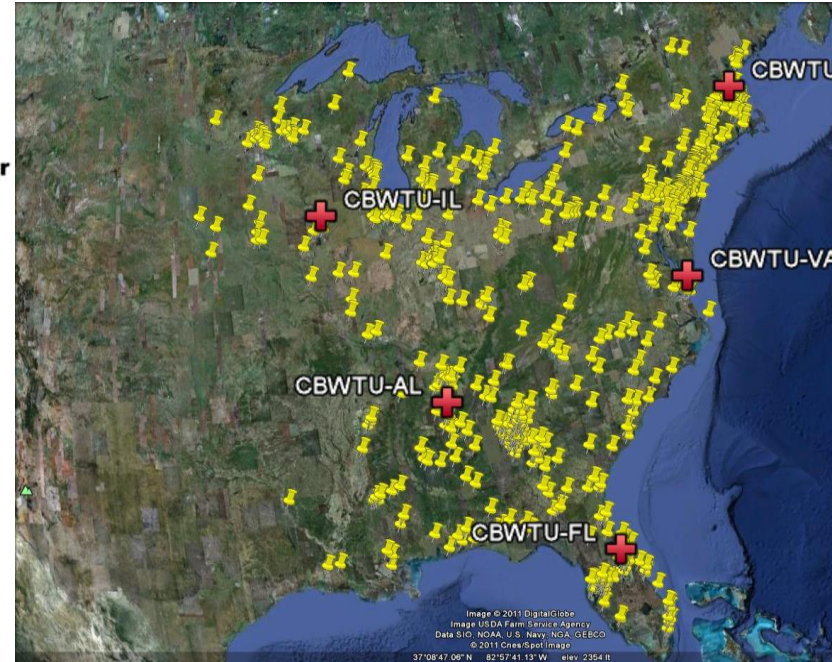 CBWTU
r
CBWTU-IL
CBWTU-VA
CBWTU-AL
CBWTU-FL
Image © 2011 DigitalGlobe
Image USDA Farm Service Agency
Data SIO, NOAA, U.S. Navy, NGA, GEBCO
© 2011 Cnes/Spot Image
37°08'47.06" N 82°57'41.13" W elev 2354 ft